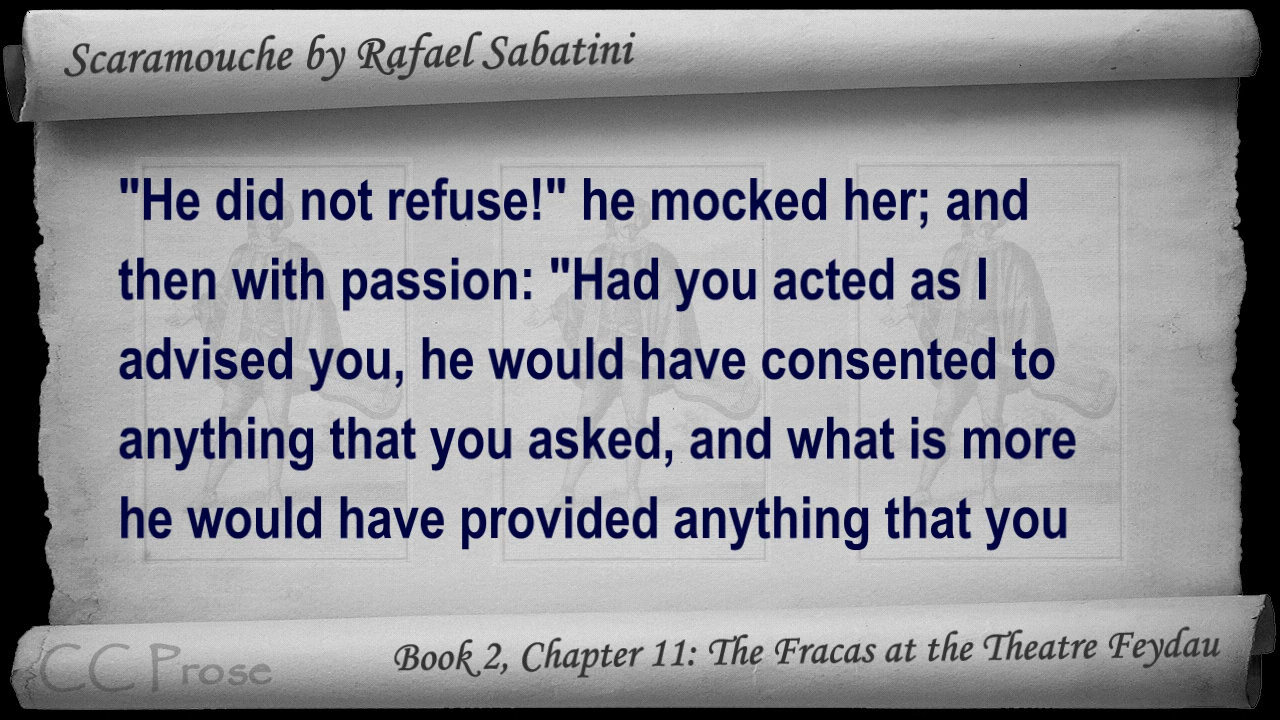 Scaramouche by Rafael Sabatini
"He did not refuse!" he mocked her; and
then with passion: "Had you acted as I
advised you, he would have consented to
anything that you asked, and what is more
he would have provided anything that you
CC Prose
Book 2, Chapter 11: The Fracas at the Theatre Feydau